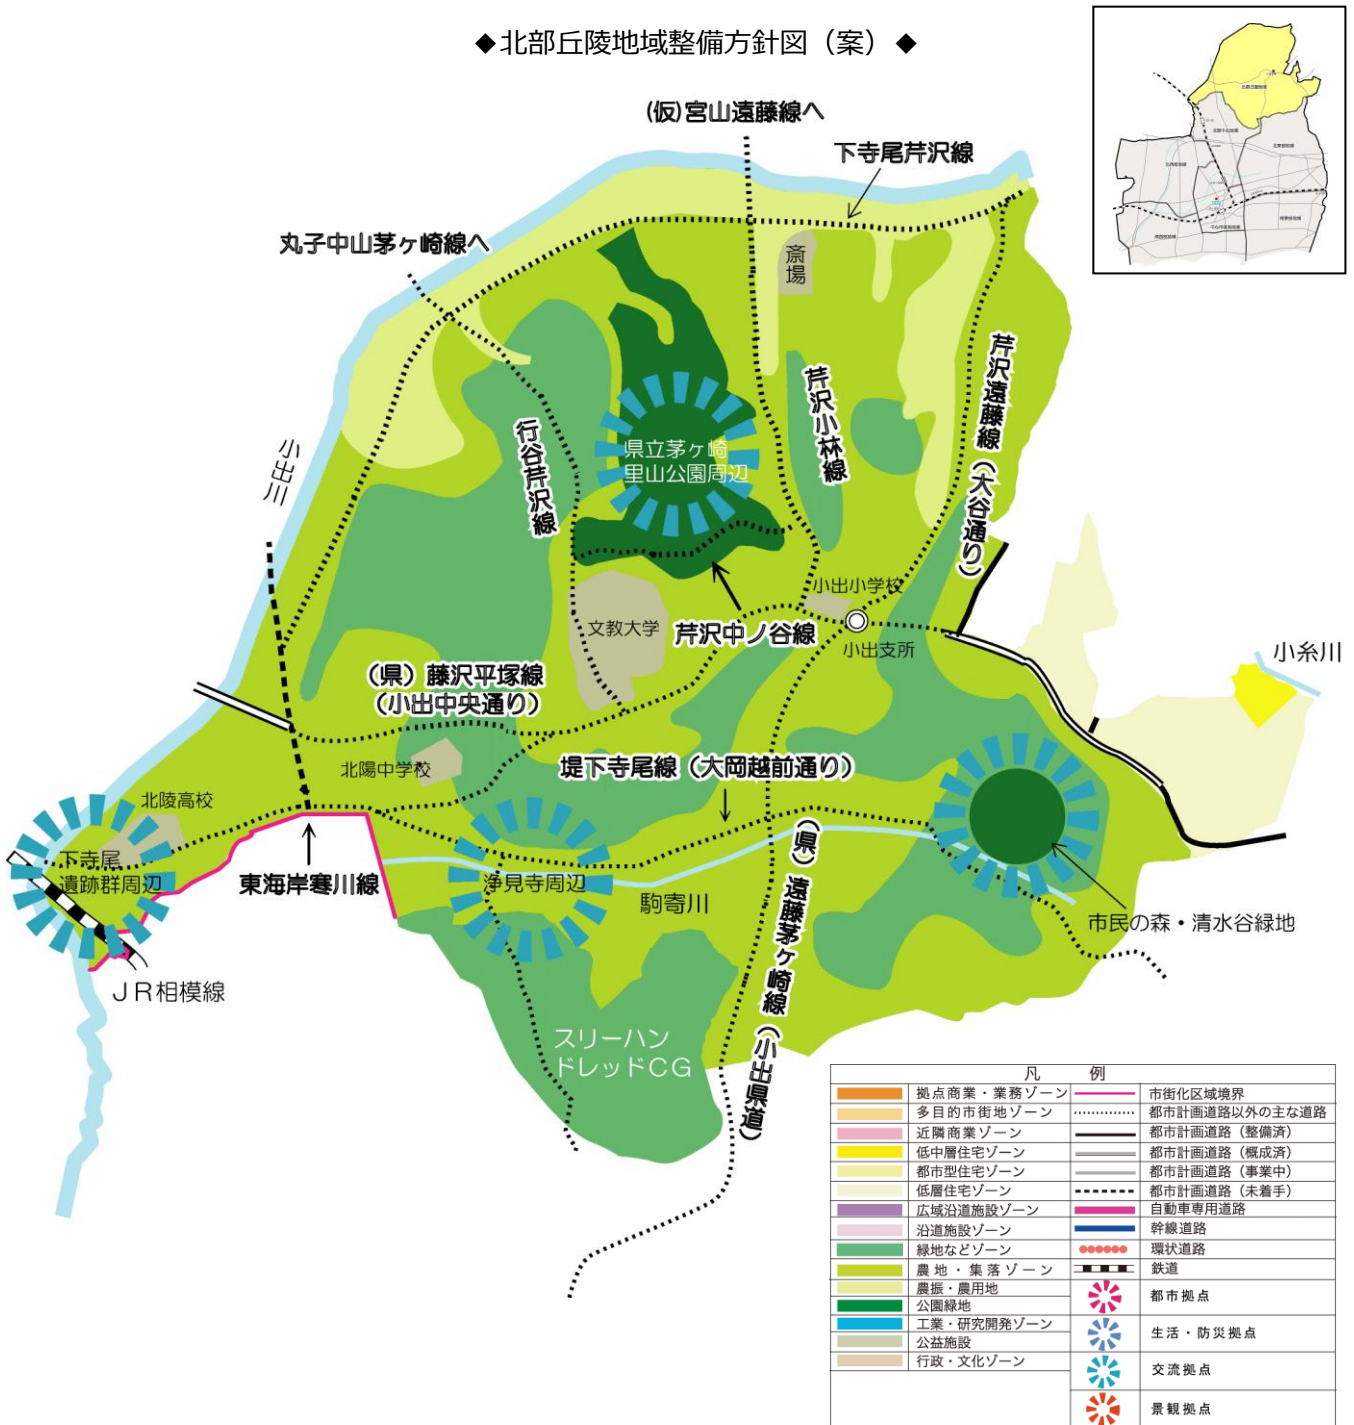 ◆北部丘陵地域整備方針図（案）◆
(仮)宮山遠藤線へ
下寺尾芹沢線
丸子中山茅ヶ崎線へ
斎
場
芹沢遠藤線（大谷通り）
芹沢小林線
行谷芹沢線
県立茅ヶ崎
里山公園周辺
小出川
小出小学校
文教大学
芹沢中ノ谷線
小出支所
小糸川
（県）藤沢平塚線
（小出中央通り）
北陽中学校
堤下寺尾線（大岡越前通り）
北陵高校
下寺尾
遺跡群周辺
東海岸寒川線
浄見寺周辺
駒寄川
（県）遠藤茅ヶ崎線（小出県道）
市民の森・清水谷緑地
ＪＲ相模線
スリーハン
ドレッドＣＧ
凡　例
拠点商業・業務ゾーン
市街化区域境界
多目的市街地ゾーン
都市計画道路以外の主な道路
近隣商業ゾーン
都市計画道路（整備済）
低中層住宅ゾーン
都市計画道路（概成済）
都市型住宅ゾーン
都市計画道路（事業中）
低層住宅ゾーン
都市計画道路（未着手）
広域沿道施設ゾーン
自動車専用道路
沿道施設ゾーン
幹線道路
緑地などゾーン
環状道路
農地・集落ゾーン
鉄道
農振・農用地
公園緑地
都市拠点
工業・研究開発ゾーン
生活・防災拠点
公益施設
行政・文化ゾーン
交流拠点
景観拠点